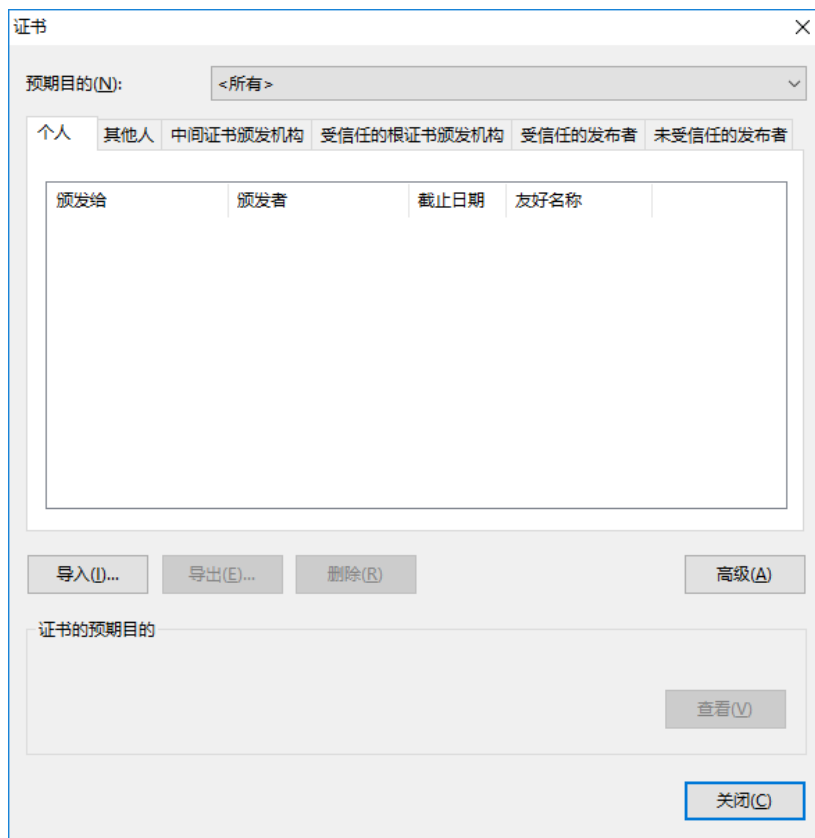 证书
预期目的(N): <所有>
个人 其他人 中间证书颁发机构 受信任的根证书颁发机构 受信任的发布者 未受信任的发布者
颁发给 颁发者 截止日期 友好名称
导入(I)... 导出(E)... 删除(R) 高级(A)
证书的预期目的
查看(V)
关闭(C)